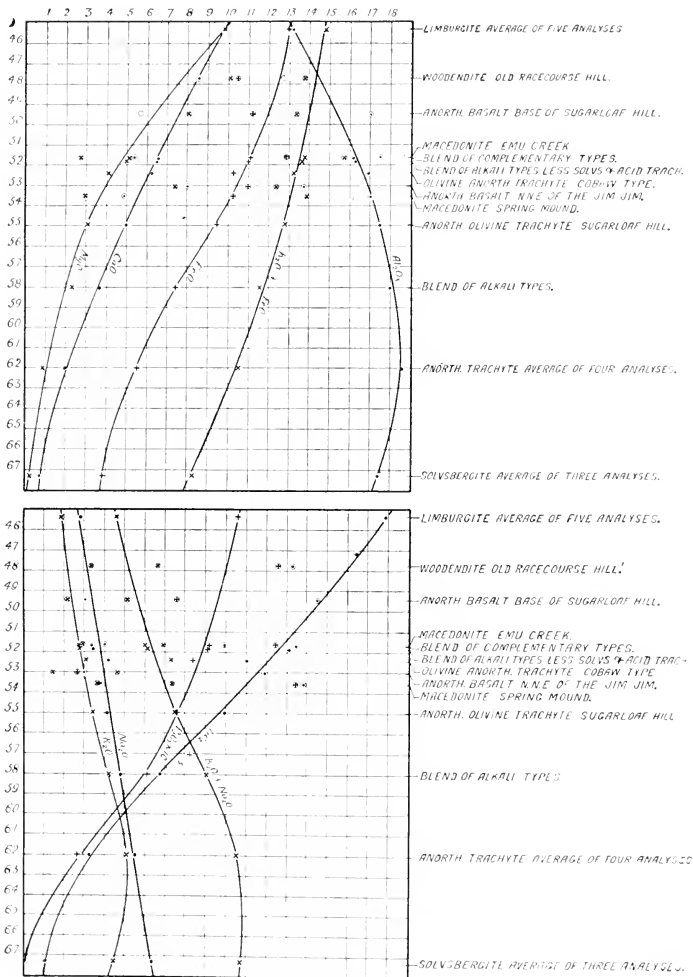 1 2 3 4 5 6 7 8 9 10 11 12 13 14 15 16 17 18
46
47
48
49
50
51
52
53
54
55
56
57
58
59
60
61
62
63
64
65
66
67
LIMBURGITE AVERAGE OF FIVE ANALYSES
WOODENDITE OLD RACECOURSE HILL.
ANORTH. BASALT BASE OF SUGARLOAF HILL.
MACEDONITE EMU CREEK
BLEND OF COMPLEMENTARY TYPES.
BLEND OF ALKALI TYPES LESS SOLVS & ACID TRACH.
OLIVINE ANORTH TRACHYTE COBAW TYPE.
ANORTH BASALT N.N.E OF THE JIM JIM.
MACEDONITE SPRING MOUND.
ANORTH OLIVINE TRACHYTE SUGARLOAF HILL.
BLEND OF ALKALI TYPES.
ANORTH. TRACHYTE AVERAGE OF FOUR ANALYSES.
SOLVSBERGITE AVERAGE OF THREE ANALYSES.
MgO
CaO
FeO
Al2O3
46
47
48
49
50
51
52
53
54
55
56
57
58
59
60
61
62
63
64
65
66
67
LIMBURGITE AVERAGE OF FIVE ANALYSES.
WOODENDITE OLD RACECOURSE HILL.
ANORTH BASALT BASE OF SUGARLOAF HILL.
MACEDONITE EMU CREEK.
BLEND OF COMPLEMENTARY TYPES.
BLEND OF ALKALI TYPES LESS SOLVS & ACID TRAC
OLIVINE ANORTH. TRACHYTE COBAW TYPE
ANORTH. BASALT N.N.E OF THE JIM JIM.
MACEDONITE SPRING MOUND.
ANORTH. OLIVINE TRACHYTE SUGARLOAF HILL
BLEND OF ALKALI TYPES
ANORTH TRACHYTE AVERAGE OF FOUR ANALYSES
SOLVSBERGITE AVERAGE OF THREE ANALYSES.
K2O
Na2O
K2O + Na2O